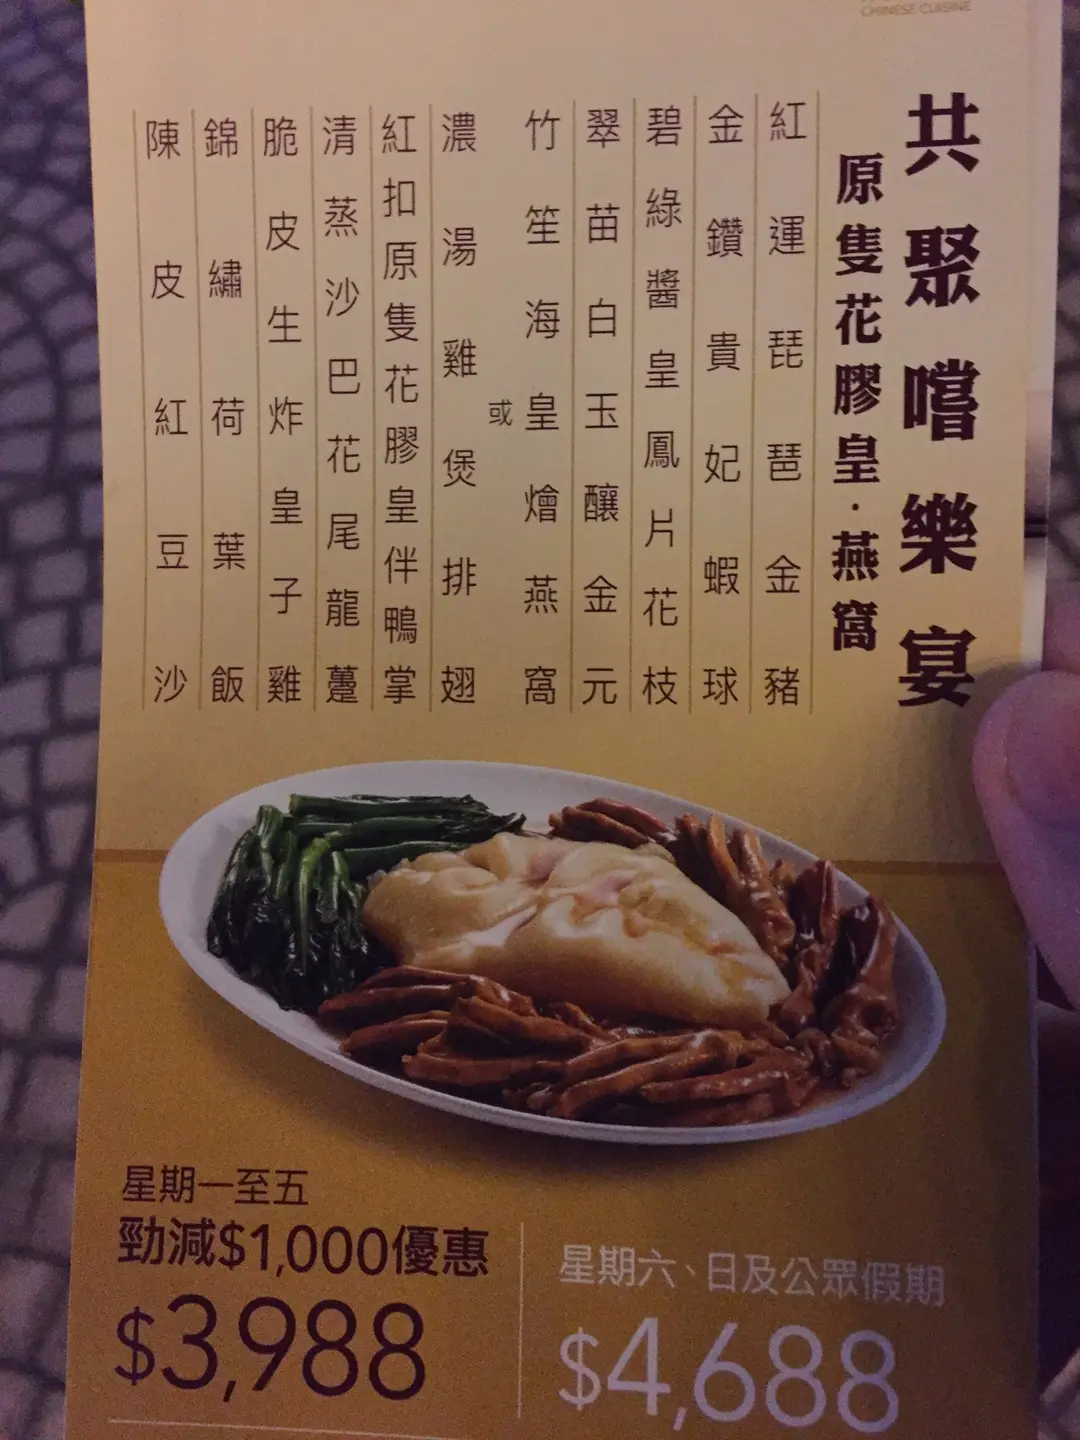 CHINESE CUISINE
共聚嚐樂宴
原隻花膠皇·燕窩
紅運琵琶金豬
金鑽貴妃蝦球
碧綠醬皇鳳片花枝
翠苗白玉釀金元
竹笙海皇燴燕窩
或
濃湯雞煲排翅
紅扣原隻花膠皇伴鴨掌
清蒸沙巴花尾龍躉
脆皮生炸皇子雞
錦繡荷葉飯
陳皮紅豆沙
星期一至五
勁減$1,000優惠
$3,988
星期六、日及公眾假期
$4,688